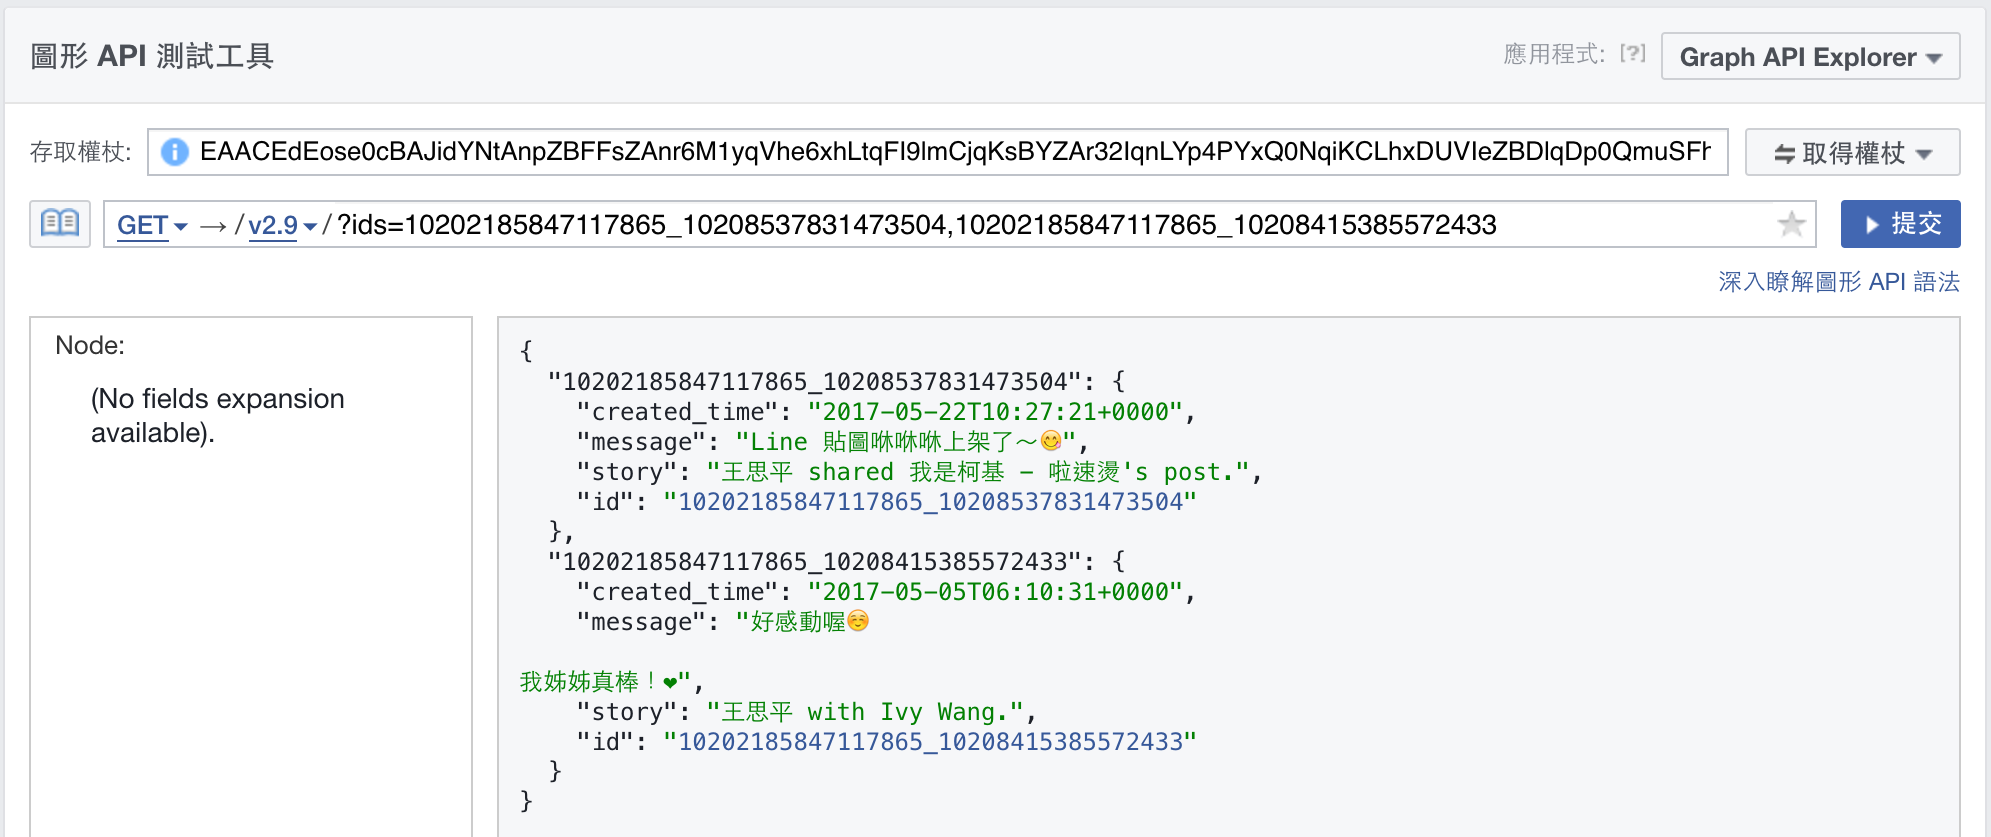 圖形 API 測試工具
應用程式: [?] Graph API Explorer
存取權杖: EAACEdEose0cBAJidYNtAnpZBFFsZAnr6M1yqVhe6xhLtqFI9ImCjqKsBYZAr32IqnLYp4PYxQ0NqiKCLhxDUVIeZBDlqDp0QmuSFh 取得權杖
GET → / v2.9 / ?ids=10202185847117865_10208537831473504,10202185847117865_10208415385572433 提交
深入瞭解圖形 API 語法
Node:
(No fields expansion
available).
{
"10202185847117865_10208537831473504": {
"created_time": "2017-05-22T10:27:21+0000",
"message": "Line 貼圖咻咻咻上架了～😋",
"story": "王思平 shared 我是柯基 - 啦速燙's post.",
"id": "10202185847117865_10208537831473504"
},
"10202185847117865_10208415385572433": {
"created_time": "2017-05-05T06:10:31+0000",
"message": "好感動喔☺️
我姊姊真棒！❤",
"story": "王思平 with Ivy Wang.",
"id": "10202185847117865_10208415385572433"
}
}